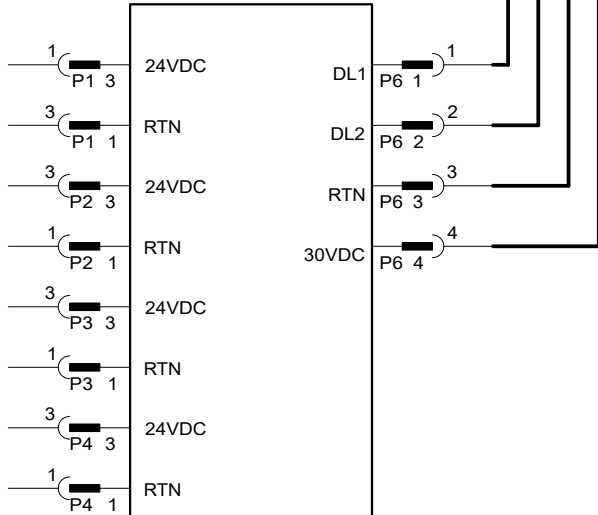 1
P1 3 24VDC
3
P1 1 RTN
3
P2 3 24VDC
1
P2 1 RTN
3
P3 3 24VDC
1
P3 1 RTN
3
P4 3 24VDC
1
P4 1 RTN
1
DL1 P6 1
2
DL2 P6 2
3
RTN P6 3
4
30VDC P6 4